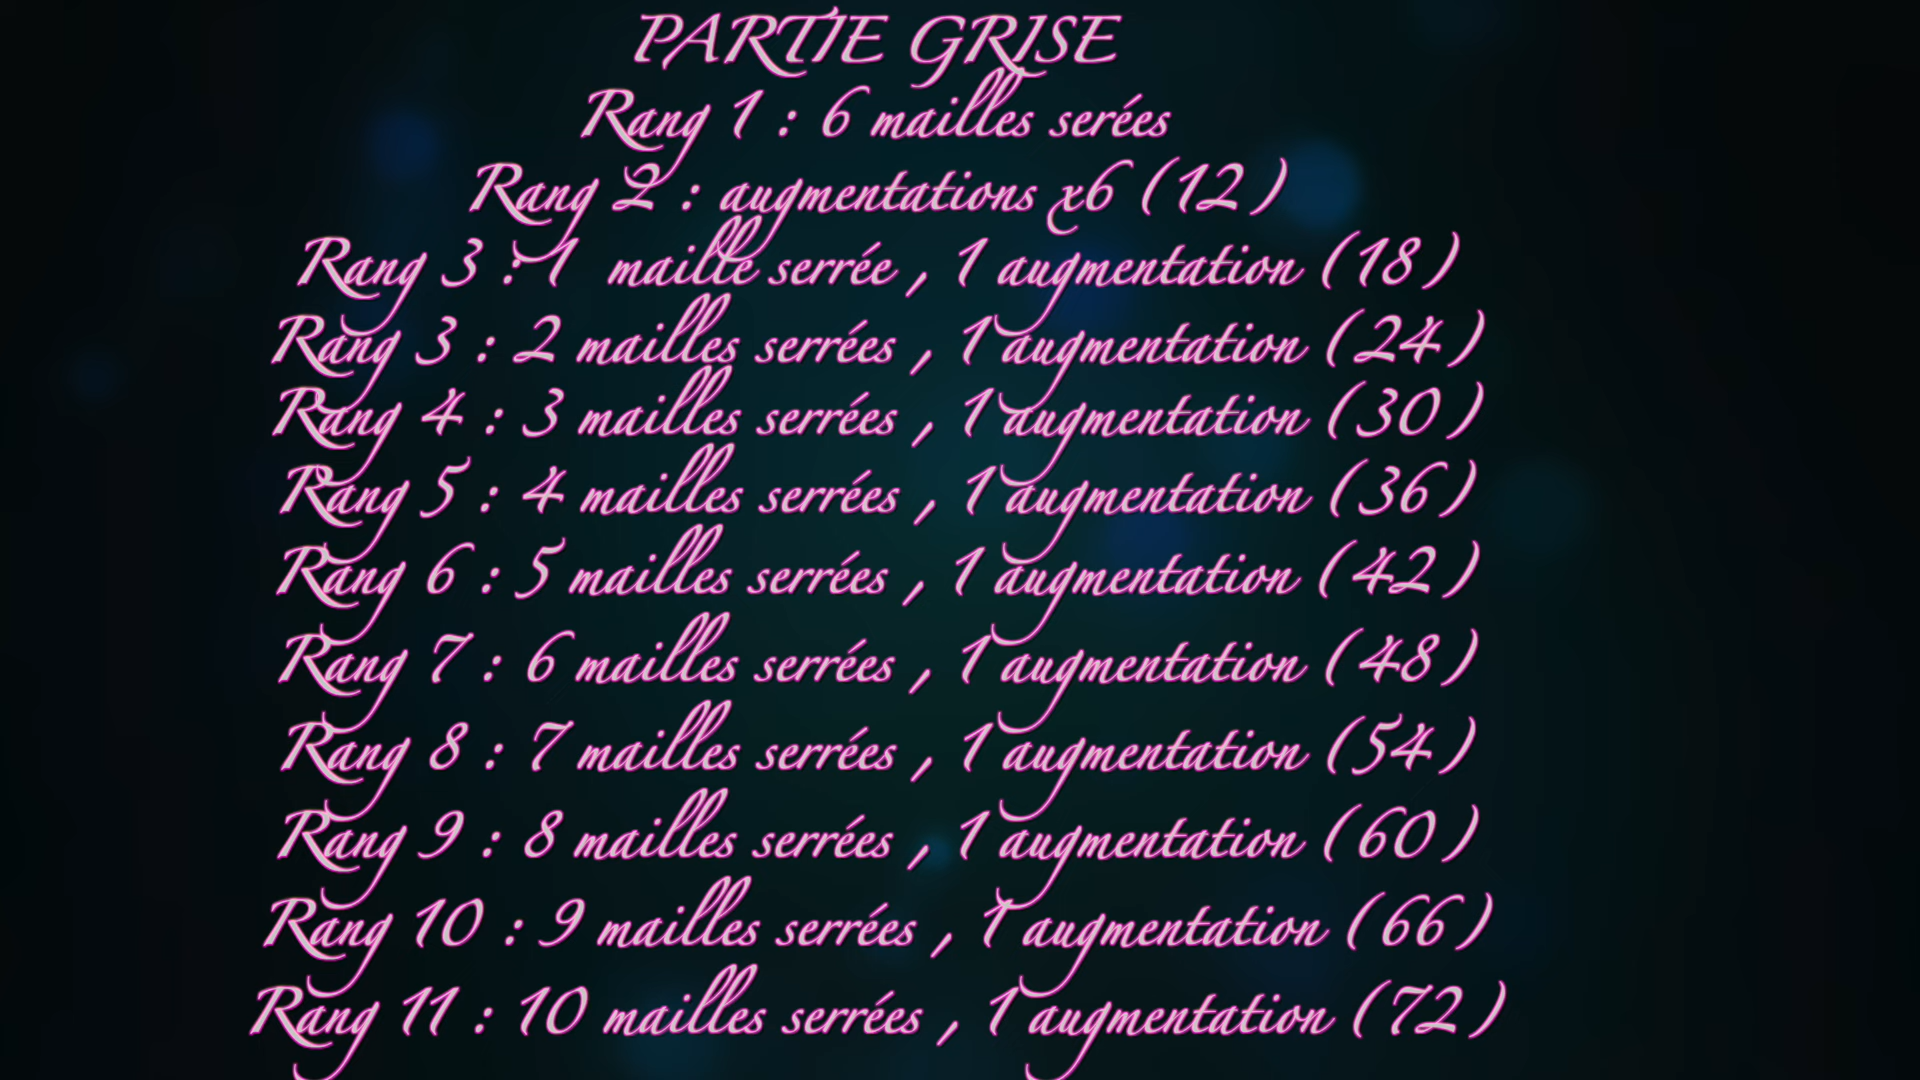 PARTIE GRISE
Rang 1 : 6 mailles serées
Rang 2 : augmentations x6 (12)
Rang 3 : 1 maille serrée , 1 augmentation (18)
Rang 3 : 2 mailles serrées , 1 augmentation (24)
Rang 4 : 3 mailles serrées , 1 augmentation (30)
Rang 5 : 4 mailles serrées , 1 augmentation (36)
Rang 6 : 5 mailles serrées , 1 augmentation (42)
Rang 7 : 6 mailles serrées , 1 augmentation (48)
Rang 8 : 7 mailles serrées , 1 augmentation (54)
Rang 9 : 8 mailles serrées , 1 augmentation (60)
Rang 10 : 9 mailles serrées , 1 augmentation (66)
Rang 11 : 10 mailles serrées , 1 augmentation (72)